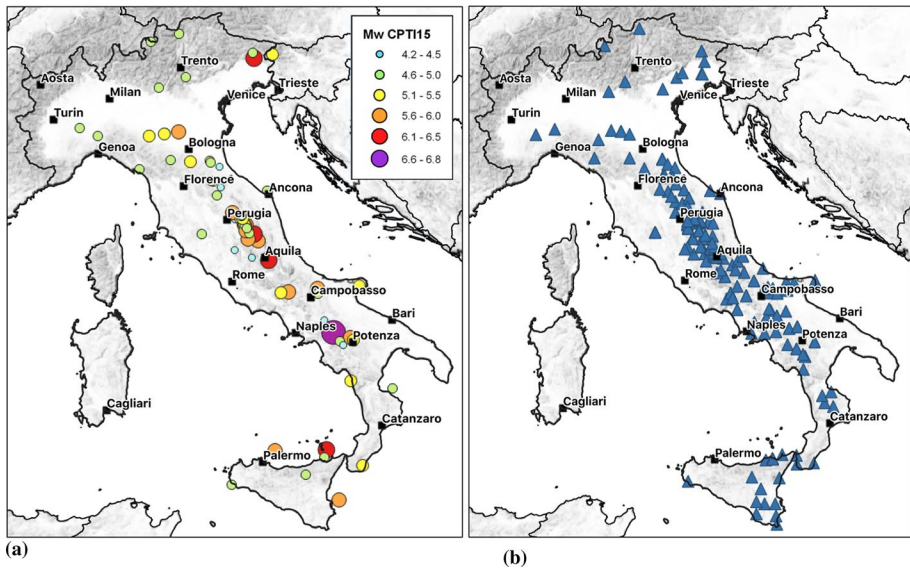 Mw CPTI15
4.2 - 4.5
4.6 - 5.0
5.1 - 5.5
5.6 - 6.0
6.1 - 6.5
6.6 - 6.8
Trento
Aosta
Milan
Venice
Trieste
Turin
Bologna
Genoa
Florence
Ancona
Perugia
Aquila
Rome
Campobasso
Bari
Naples
Potenza
Cagliari
Catanzaro
Palermo
(a)
Trento
Aosta
Milan
Venice
Trieste
Turin
Bologna
Genoa
Florence
Ancona
Perugia
Aquila
Rome
Campobasso
Bari
Naples
Potenza
Cagliari
Catanzaro
Palermo
(b)